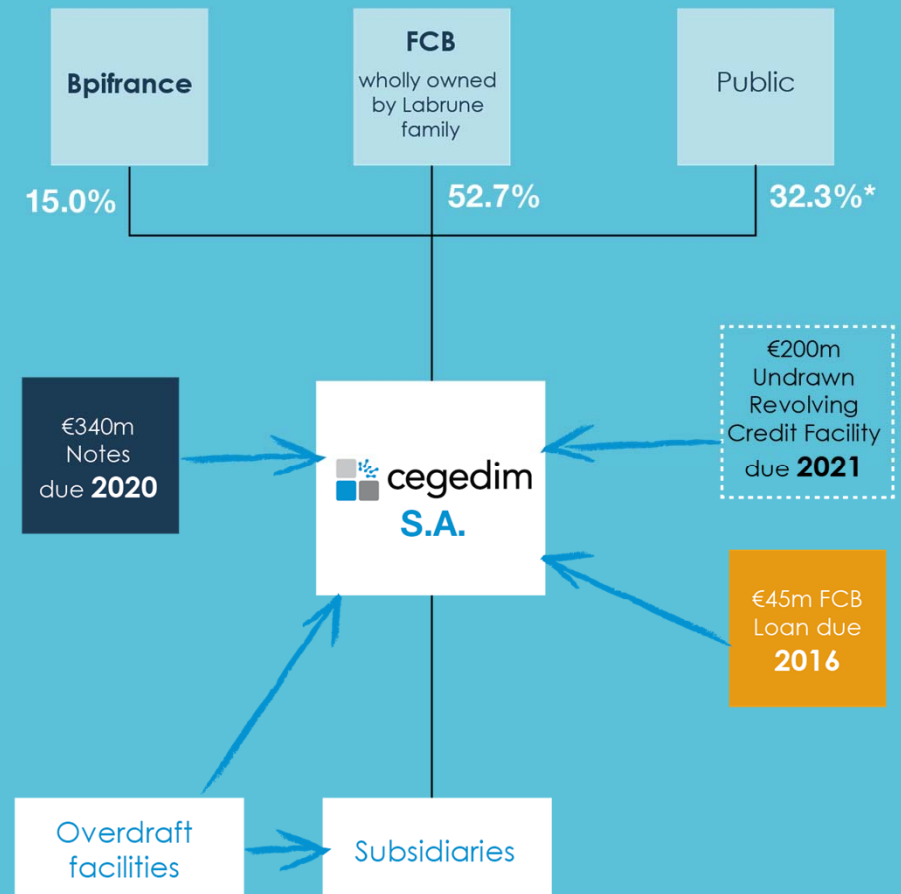 Bpifrance
FCB
wholly owned
by Labrune
family
Public
15.0%
52.7%
32.3%*
€340m
Notes
due 2020
cegedim
S.A.
€200m
Undrawn
Revolving
Credit Facility
due 2021
€45m FCB
Loan due
2016
Overdraft
facilities
Subsidiaries